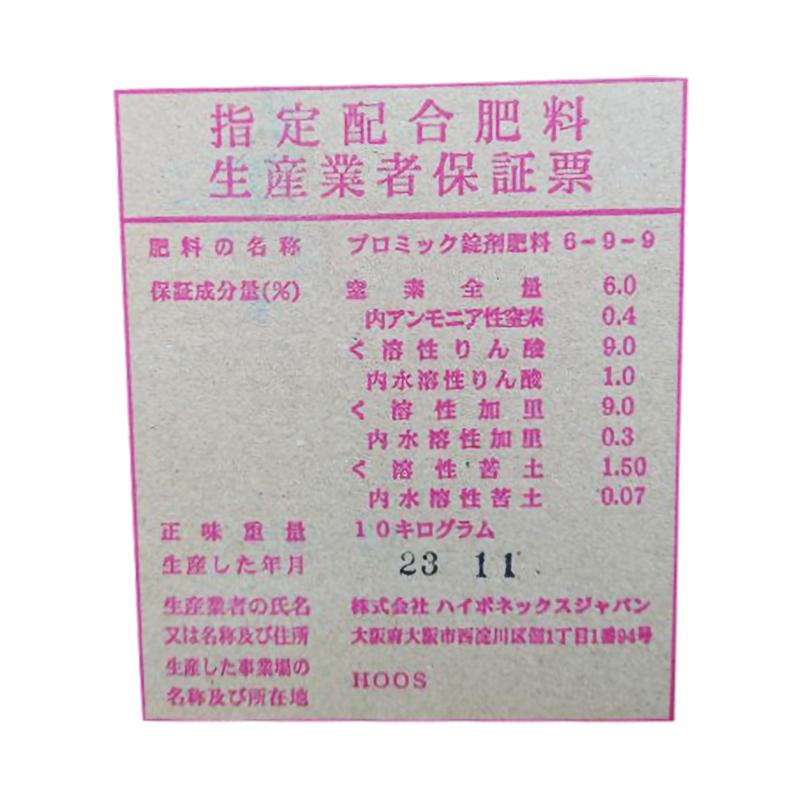 指定配合肥料
生産業者保証票
肥料の名称 プロミック錠剤肥料 6-9-9
保証成分量(%) 窒素全量 6.0
内アンモニア性窒素 0.4
く溶性りん酸 9.0
内水溶性りん酸 1.0
く溶性加里 9.0
内水溶性加里 0.3
く溶性苦土 1.50
内水溶性苦土 0.07
正味重量 10キログラム
生産した年月 23 11
生産業者の氏名 株式会社 ハイポネックスジャパン
又は名称及び住所 大阪府大阪市西淀川区佃1丁目1番94号
生産した事業場の
名称及び所在地 HOOS